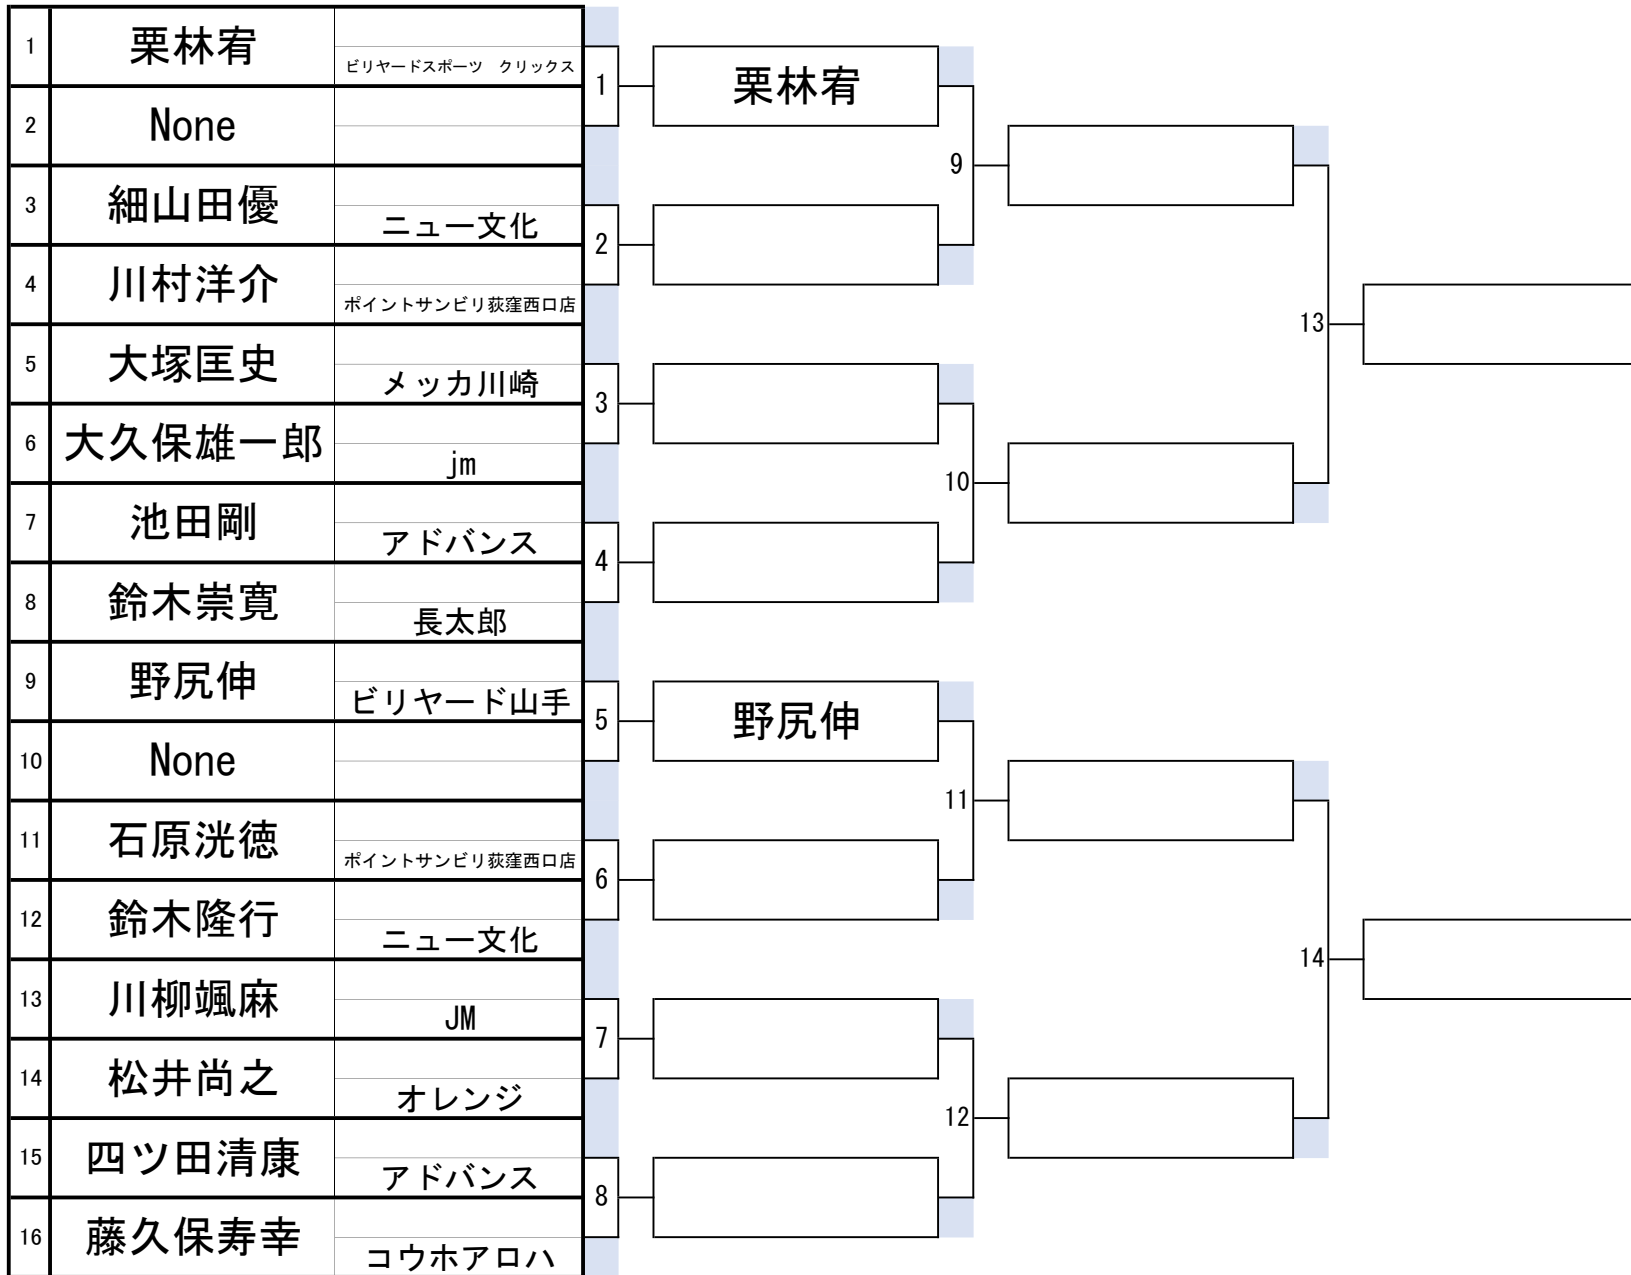 1 栗林宥 ビリヤードスポーツ　クリックス
2 None
3 細山田優 ニュー文化
4 川村洋介 ポイントサンビリ荻窪西口店
5 大塚匡史 メッカ川崎
6 大久保雄一郎 jm
7 池田剛 アドバンス
8 鈴木崇寛 長太郎
9 野尻伸 ビリヤード山手
10 None
11 石原洸徳 ポイントサンビリ荻窪西口店
12 鈴木隆行 ニュー文化
13 川柳颯麻 JM
14 松井尚之 オレンジ
15 四ツ田清康 アドバンス
16 藤久保寿幸 コウホアロハ
1 栗林宥
2
3
4
5 野尻伸
6
7
8
9
10
11
12
13
14